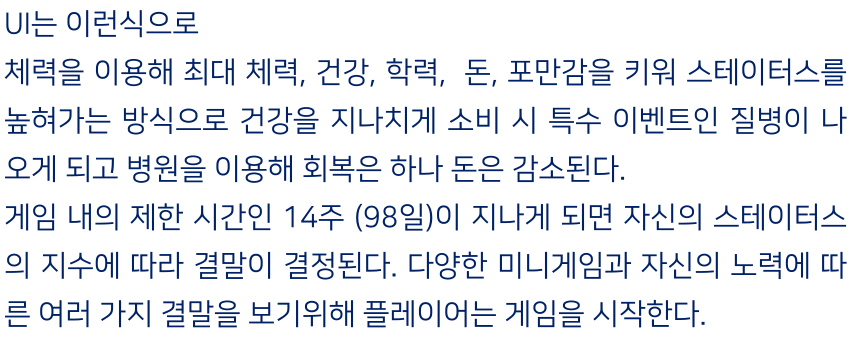 UI는 이런식으로
체력을 이용해 최대 체력, 건강, 학력,  돈, 포만감을 키워 스테이터스를
높혀가는 방식으로 건강을 지나치게 소비 시 특수 이벤트인 질병이 나
오게 되고 병원을 이용해 회복은 하나 돈은 감소된다.
게임 내의 제한 시간인 14주 (98일)이 지나게 되면 자신의 스테이터스
의 지수에 따라 결말이 결정된다. 다양한 미니게임과 자신의 노력에 따
른 여러 가지 결말을 보기위해 플레이어는 게임을 시작한다.